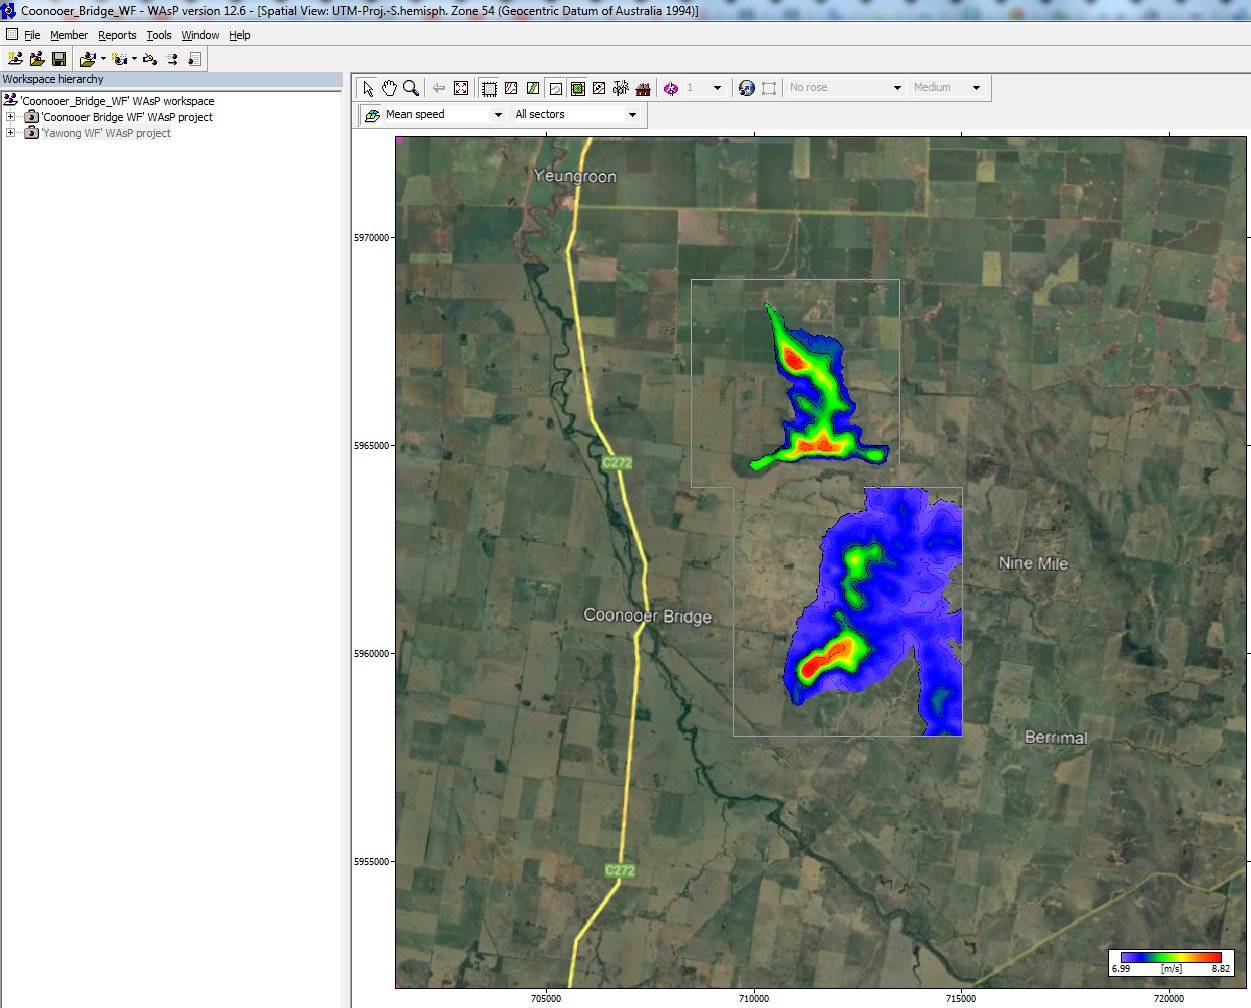 Coonooer_Bridge_WF - WAsP version 12.6 - [Spatial View: UTM-Proj.-S.hemisph. Zone 54 (Geocentric Datum of Australia 1994)]
File Member Reports Tools Window Help
Workspace hierarchy
'Coonooer_Bridge_WF' WAsP workspace
'Coonooer Bridge WF' WAsP project
'Yawong WF' WAsP project
1 No rose Medium
Mean speed All sectors
Yeungroon
5970000
5965000
C272
Nine Mile
Coonooer Bridge
5960000
Berrimal
5955000
C272
6.99 [m/s] 8.82
705000 710000 715000 720000